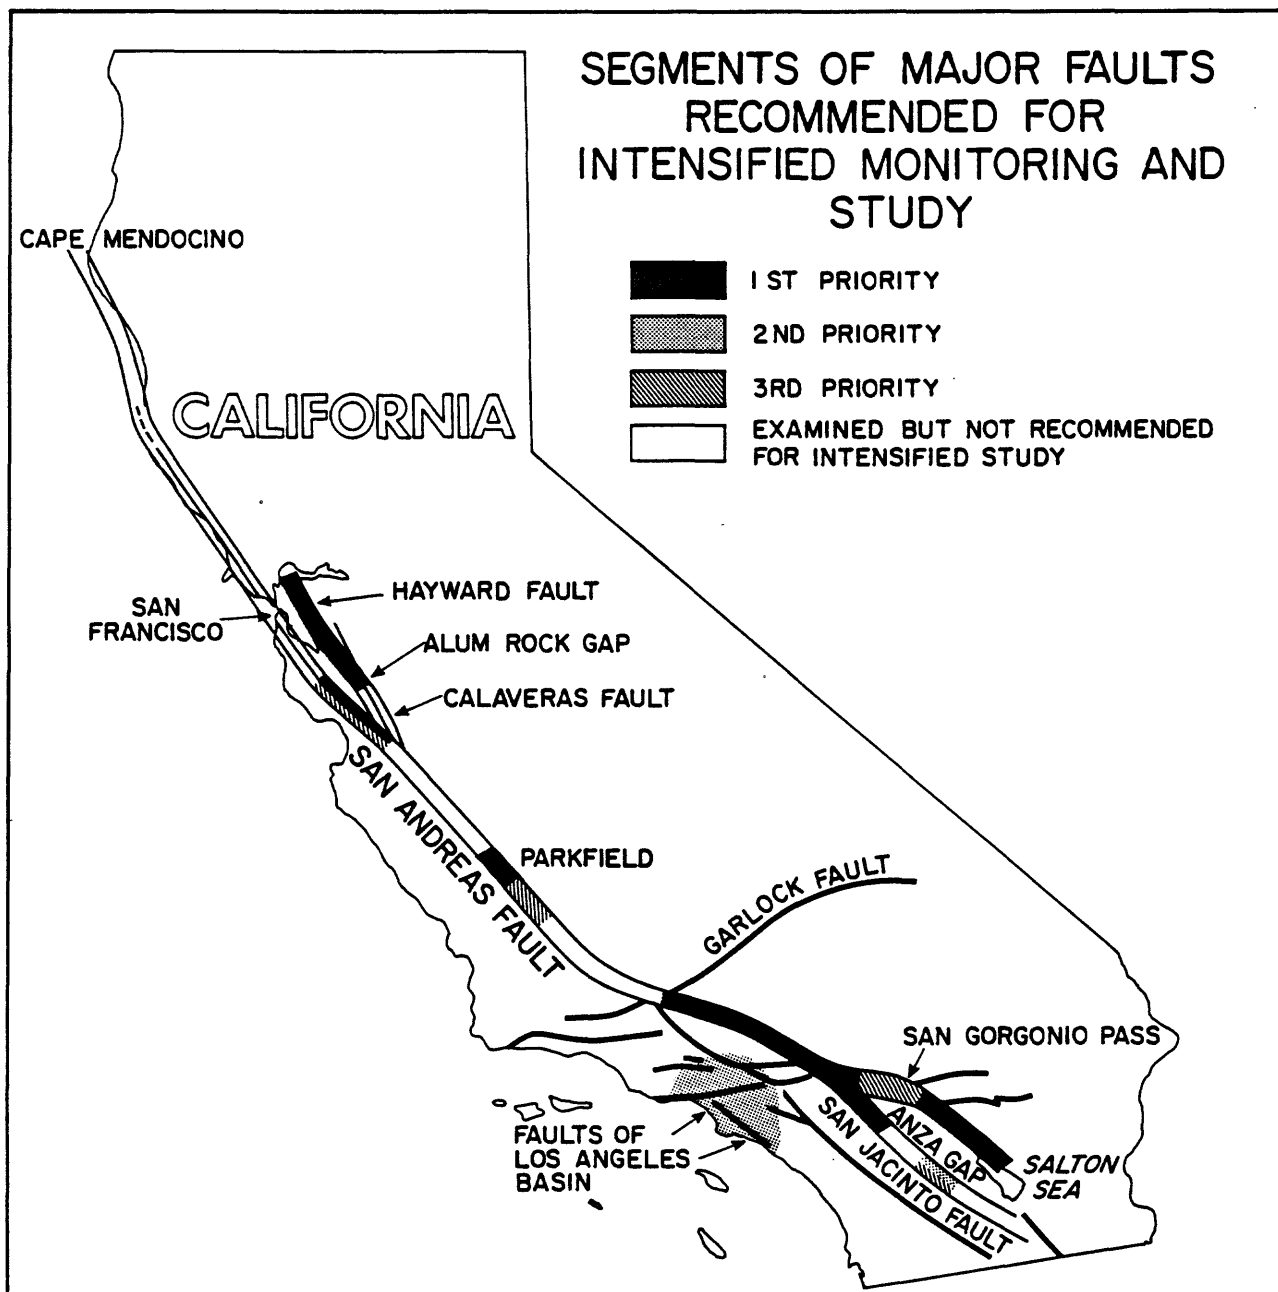 SEGMENTS OF MAJOR FAULTS
RECOMMENDED FOR
INTENSIFIED MONITORING AND
STUDY
1ST PRIORITY
2ND PRIORITY
3RD PRIORITY
EXAMINED BUT NOT RECOMMENDED
FOR INTENSIFIED STUDY
CAPE MENDOCINO
CALIFORNIA
HAYWARD FAULT
SAN
FRANCISCO
ALUM ROCK GAP
CALAVERAS FAULT
SAN ANDREAS FAULT
PARKFIELD
GARLOCK FAULT
SAN GORGONIO PASS
FAULTS OF
LOS ANGELES
BASIN
SAN JACINTO FAULT
ANZA GAP
SALTON
SEA